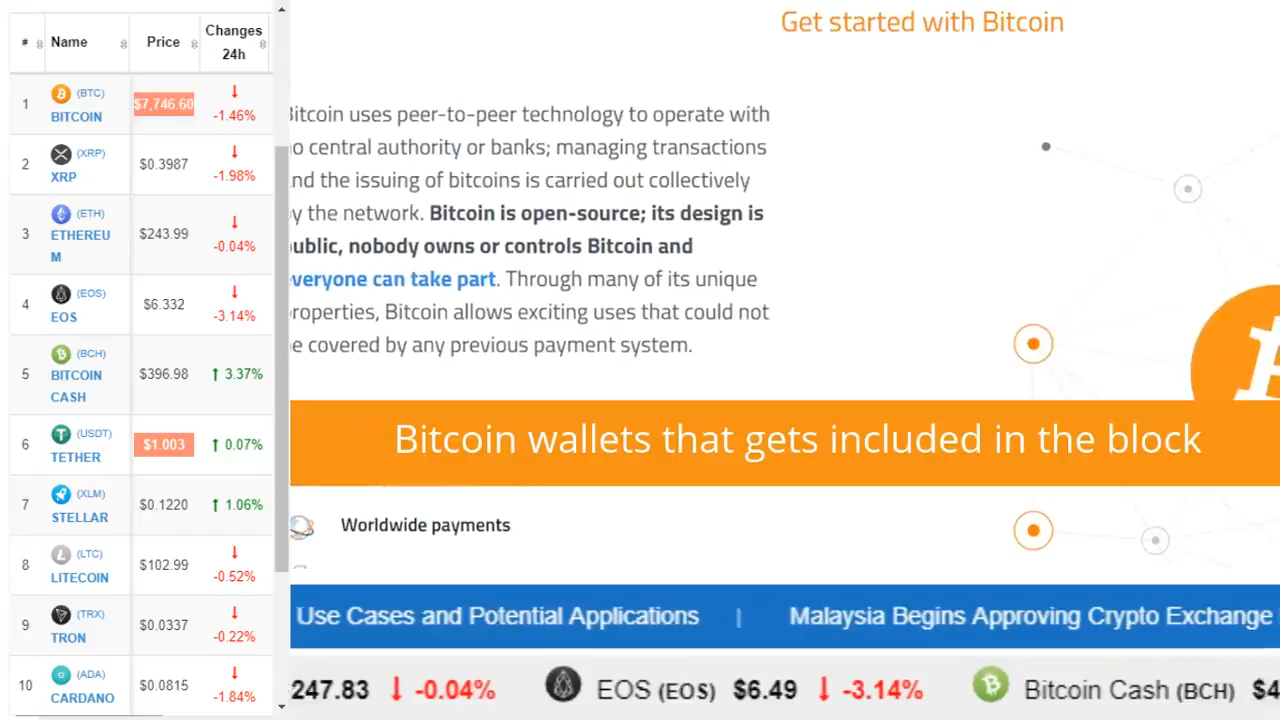 # Name Price Changes 24h
1 (BTC) BITCOIN $7,746.60 ↓ -1.46%
2 (XRP) XRP $0.3987 ↓ -1.98%
3 (ETH) ETHEREUM $243.99 ↓ -0.04%
4 (EOS) EOS $6.332 ↓ -3.14%
5 (BCH) BITCOIN CASH $396.98 ↑ 3.37%
6 (USDT) TETHER $1.003 ↑ 0.07%
7 (XLM) STELLAR $0.1220 ↑ 1.06%
8 (LTC) LITECOIN $102.99 ↓ -0.52%
9 (TRX) TRON $0.0337 ↓ -0.22%
10 (ADA) CARDANO $0.0815 ↓ -1.84%
Get started with Bitcoin
Bitcoin uses peer-to-peer technology to operate with
no central authority or banks; managing transactions
and the issuing of bitcoins is carried out collectively
by the network. Bitcoin is open-source; its design is
public, nobody owns or controls Bitcoin and
everyone can take part. Through many of its unique
properties, Bitcoin allows exciting uses that could not
be covered by any previous payment system.
Bitcoin wallets that gets included in the block
Worldwide payments
Use Cases and Potential Applications | Malaysia Begins Approving Crypto Exchange
247.83 ↓ -0.04% EOS (EOS) $6.49 ↓ -3.14% Bitcoin Cash (BCH) $4